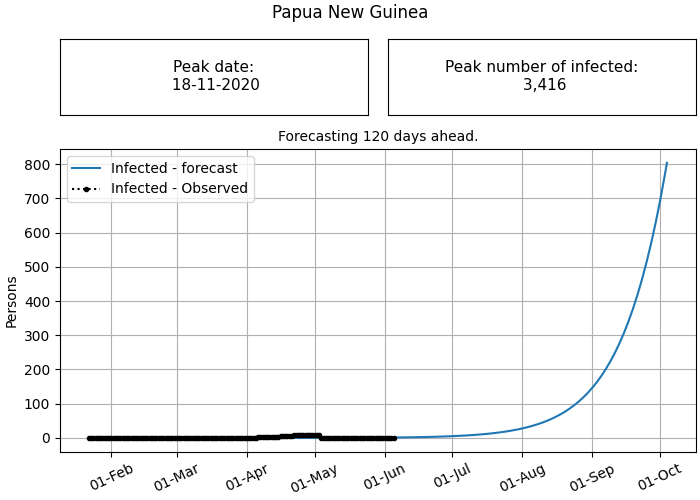 Papua New Guinea
Peak date:
18-11-2020
Peak number of infected:
3,416
Forecasting 120 days ahead.
Infected - forecast
Infected - Observed
800
700
600
500
400
300
200
100
0
Persons
01-Feb
01-Mar
01-Apr
01-May
01-Jun
01-Jul
01-Aug
01-Sep
01-Oct